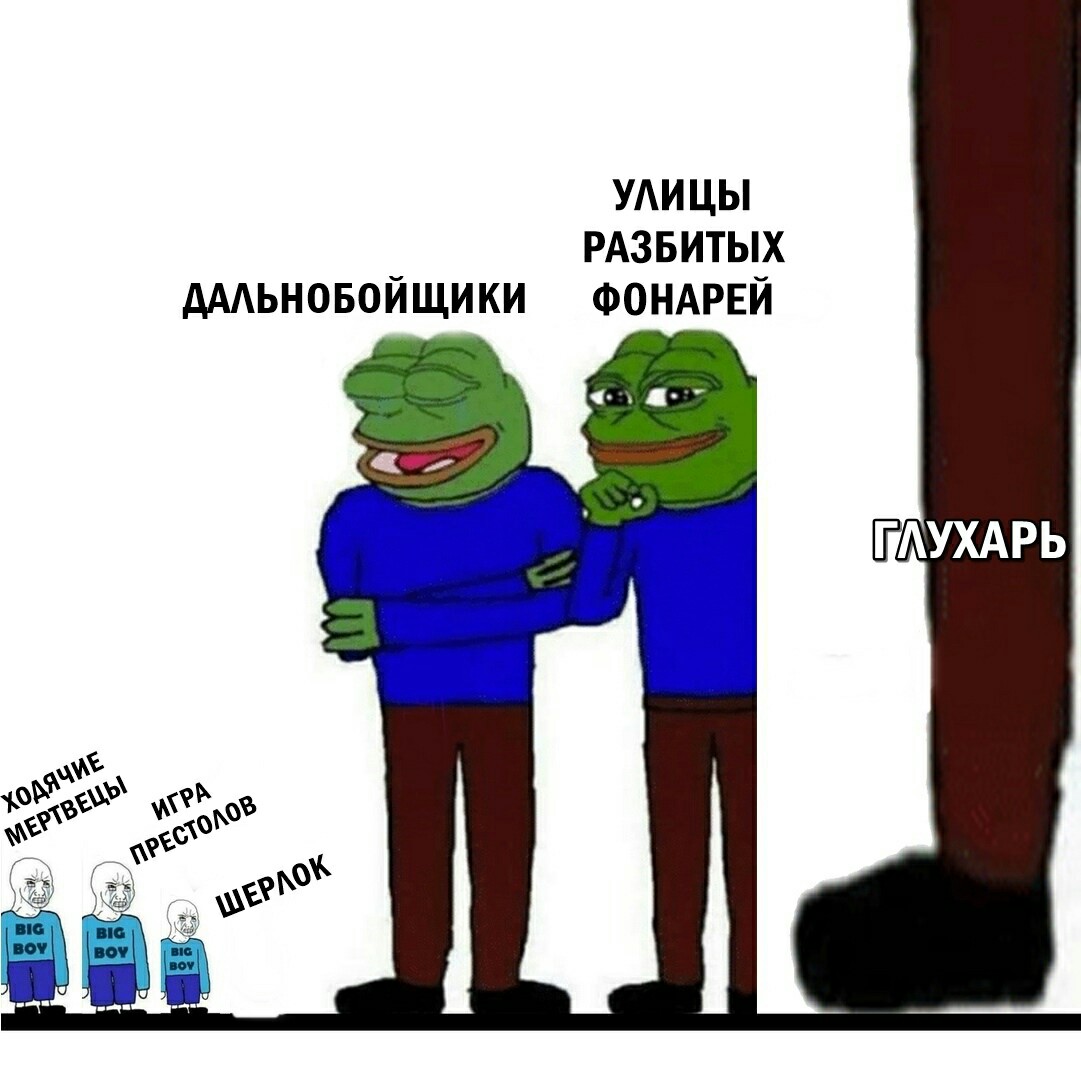 УЛИЦЫ
РАЗБИТЫХ
ФОНАРЕЙ
ДАЛЬНОБОЙЩИКИ
ГЛУХАРЬ
ХОДЯЧИЕ
МЕРТВЕЦЫ
ИГРА
ПРЕСТОЛОВ
ШЕРЛОК
BIG
BOY
BIG
BOY
BIG
BOY